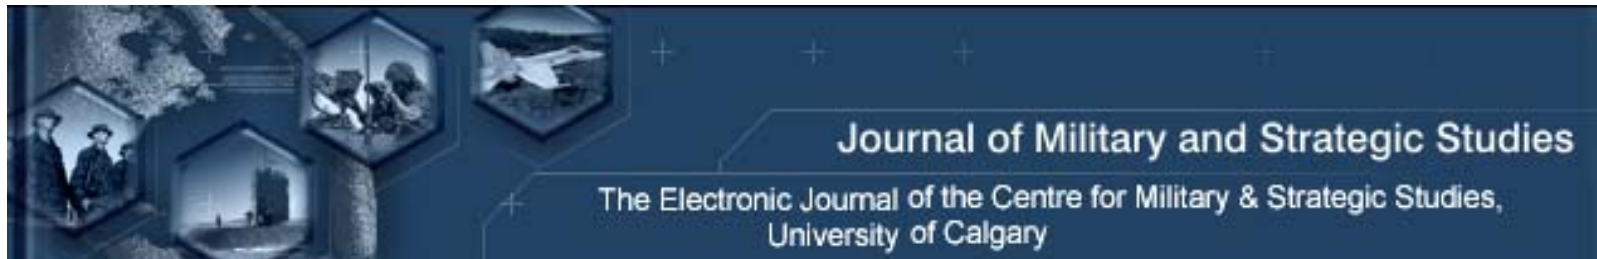 Journal of Military and Strategic Studies
The Electronic Journal of the Centre for Military & Strategic Studies,
University of Calgary